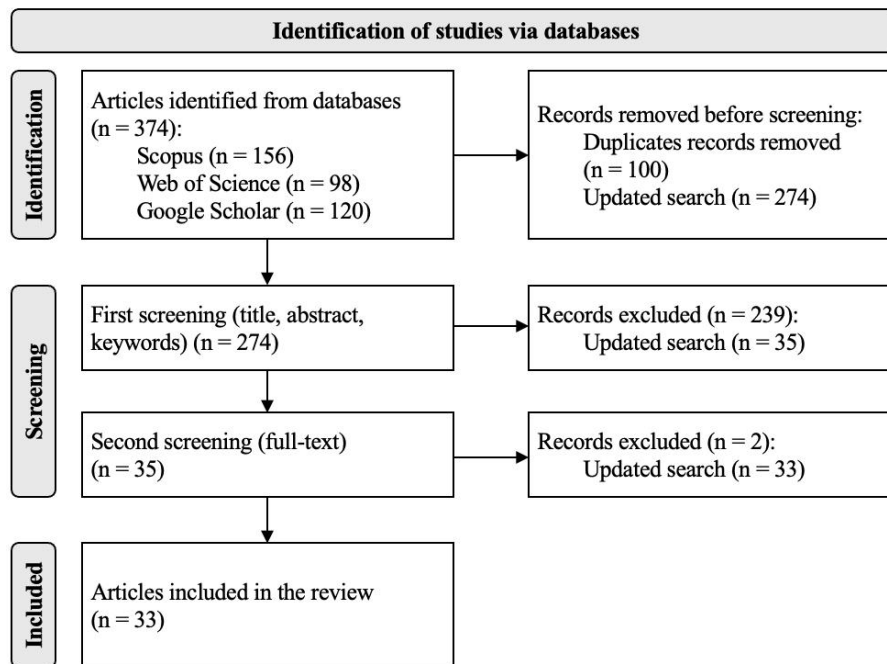 Identification of studies via databases
Identification
Articles identified from databases
(n = 374):
Scopus (n = 156)
Web of Science (n = 98)
Google Scholar (n = 120)
Records removed before screening:
Duplicates records removed
(n = 100)
Updated search (n = 274)
Screening
First screening (title, abstract,
keywords) (n = 274)
Records excluded (n = 239):
Updated search (n = 35)
Second screening (full-text)
(n = 35)
Records excluded (n = 2):
Updated search (n = 33)
Included
Articles included in the review
(n = 33)